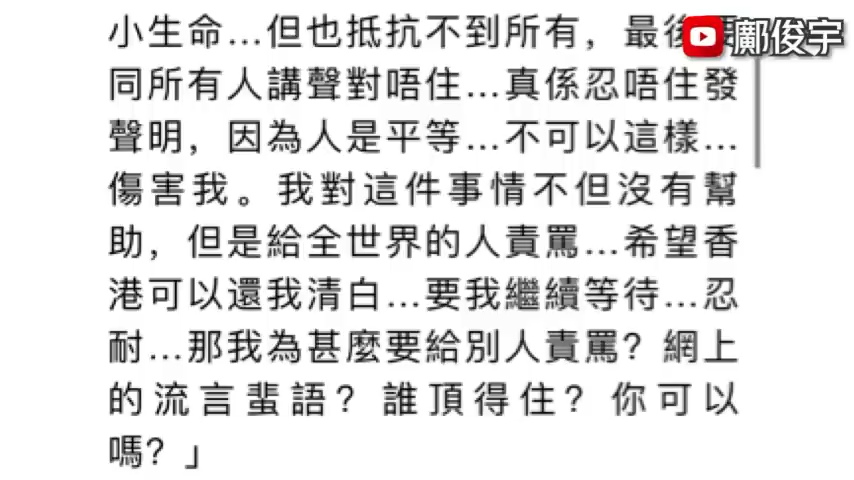 小生命...但也抵抗不到所有，最後
鄺俊宇
同所有人講聲對唔住...真係忍唔住發
聲明，因為人是平等...不可以這樣...
傷害我。我對這件事情不但沒有幫
助，但是給全世界的人責罵...希望香
港可以還我清白...要我繼續等待...忍
耐...那我為甚麼要給別人責罵？網上
的流言蜚語？誰頂得住？你可以
嗎？」